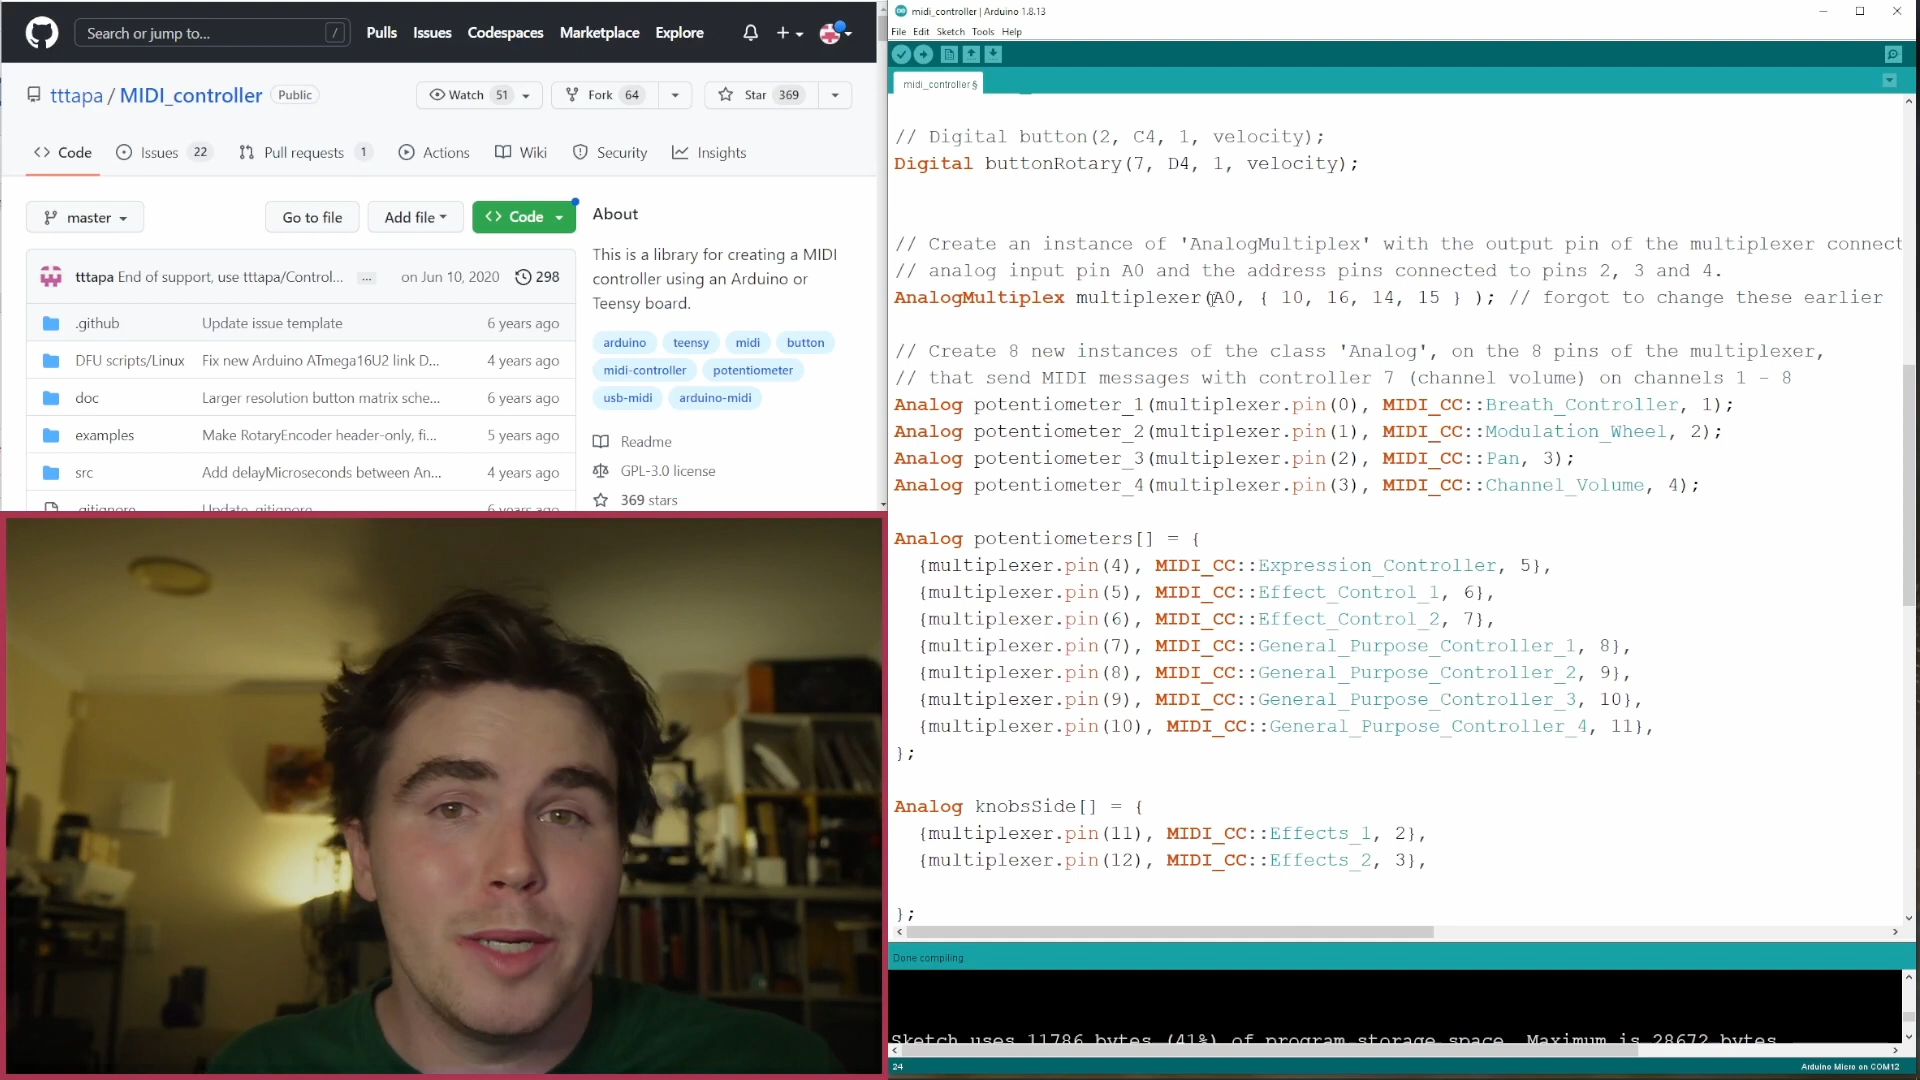 Search or jump to...
/
Pulls
Issues
Codespaces
Marketplace
Explore
tttapa / MIDI_controller
Public
Watch 51
Fork 64
Star 369
Code
Issues 22
Pull requests 1
Actions
Wiki
Security
Insights
master
Go to file
Add file
Code
About
This is a library for creating a MIDI
controller using an Arduino or
Teensy board.
arduino
teensy
midi
button
midi-controller
potentiometer
usb-midi
arduino-midi
Readme
GPL-3.0 license
369 stars
tttapa End of support, use tttapa/Control... ... on Jun 10, 2020 298
.github Update issue template 6 years ago
DFU scripts/Linux Fix new Arduino ATmega16U2 link D... 4 years ago
doc Larger resolution button matrix sche... 6 years ago
examples Make RotaryEncoder header-only, fi... 5 years ago
src Add delayMicroseconds between An... 4 years ago
.gitignore Update .gitignore 6 years ago
midi_controller | Arduino 1.8.13
File Edit Sketch Tools Help
midi_controller §
// Digital button(2, C4, 1, velocity);
Digital buttonRotary(7, D4, 1, velocity);
// Create an instance of 'AnalogMultiplex' with the output pin of the multiplexer connect
// analog input pin A0 and the address pins connected to pins 2, 3 and 4.
AnalogMultiplex multiplexer(A0, { 10, 16, 14, 15 } ); // forgot to change these earlier
// Create 8 new instances of the class 'Analog', on the 8 pins of the multiplexer,
// that send MIDI messages with controller 7 (channel volume) on channels 1 - 8
Analog potentiometer_1(multiplexer.pin(0), MIDI_CC::Breath_Controller, 1);
Analog potentiometer_2(multiplexer.pin(1), MIDI_CC::Modulation_Wheel, 2);
Analog potentiometer_3(multiplexer.pin(2), MIDI_CC::Pan, 3);
Analog potentiometer_4(multiplexer.pin(3), MIDI_CC::Channel_Volume, 4);
Analog potentiometers[] = {
{multiplexer.pin(4), MIDI_CC::Expression_Controller, 5},
{multiplexer.pin(5), MIDI_CC::Effect_Control_1, 6},
{multiplexer.pin(6), MIDI_CC::Effect_Control_2, 7},
{multiplexer.pin(7), MIDI_CC::General_Purpose_Controller_1, 8},
{multiplexer.pin(8), MIDI_CC::General_Purpose_Controller_2, 9},
{multiplexer.pin(9), MIDI_CC::General_Purpose_Controller_3, 10},
{multiplexer.pin(10), MIDI_CC::General_Purpose_Controller_4, 11},
};
Analog knobsSide[] = {
{multiplexer.pin(11), MIDI_CC::Effects_1, 2},
{multiplexer.pin(12), MIDI_CC::Effects_2, 3},
};
Done compiling.
Sketch uses 11786 bytes (41%) of program storage space. Maximum is 28672 bytes.
24
Arduino Micro on COM12